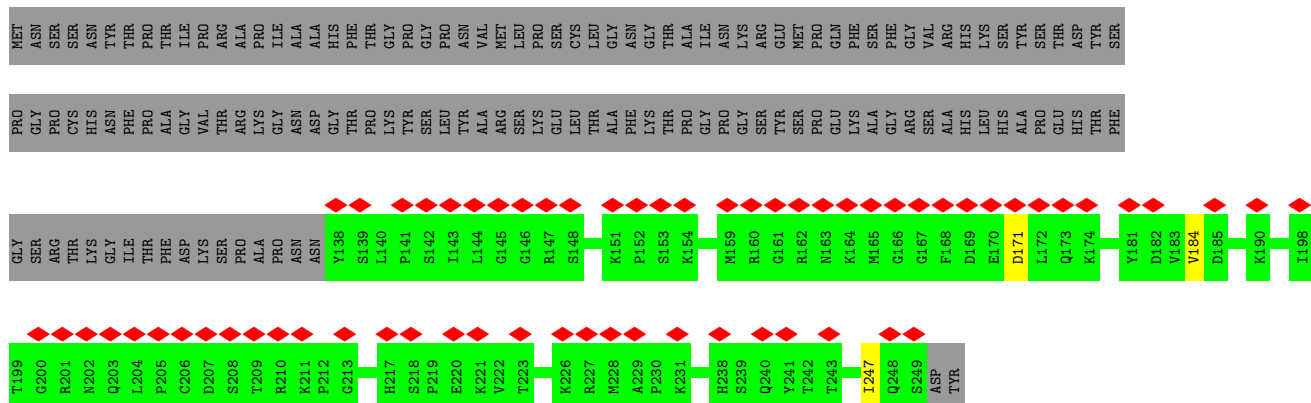 MET ASN SER SER ASN TYR THR PRO THR ILE PRO ARG ALA PRO ILE ALA ALA HIS PHE THR GLY PRO GLY PRO ASN VAL MET LEU PRO SER CYS LEU GLY ASN GLY THR ALA ILE ASN LYS ARG GLU MET PRO GLN PHE SER PHE GLY VAL ARG HIS LYS SER TYR SER THR ASP TYR SER
PRO GLY PRO CYS HIS ASN PHE PRO ALA GLY VAL THR ARG LYS GLY ASN ASP GLY THR PRO LYS TYR SER LEU TYR ALA ARG SER LYS GLU LEU THR ALA PHE LYS THR PRO GLY PRO GLY SER TYR SER PRO GLU LYS ALA GLY ARG SER ALA HIS LEU HIS ALA PRO GLU HIS THR PHE
GLY SER ARG THR LYS GLY ILE THR PHE ASP LYS SER PRO ALA PRO ASN ASN Y138 S139 L140 P141 S142 I143 L144 G145 G146 R147 S148 K151 P152 S153 K154 M159 R160 G161 R162 N163 K164 M165 G166 G167 F168 D169 E170 D171 L172 Q173 K174 Y181 D182 V183 V184 D185 K190 I198
T199 G200 R201 N202 Q203 L204 P205 C206 D207 S208 T209 R210 K211 P212 G213 H217 S218 P219 E220 K221 V222 T223 K226 R227 M228 A229 P230 K231 H238 S239 Q240 Y241 T242 T243 I247 Q248 S249 ASP TYR